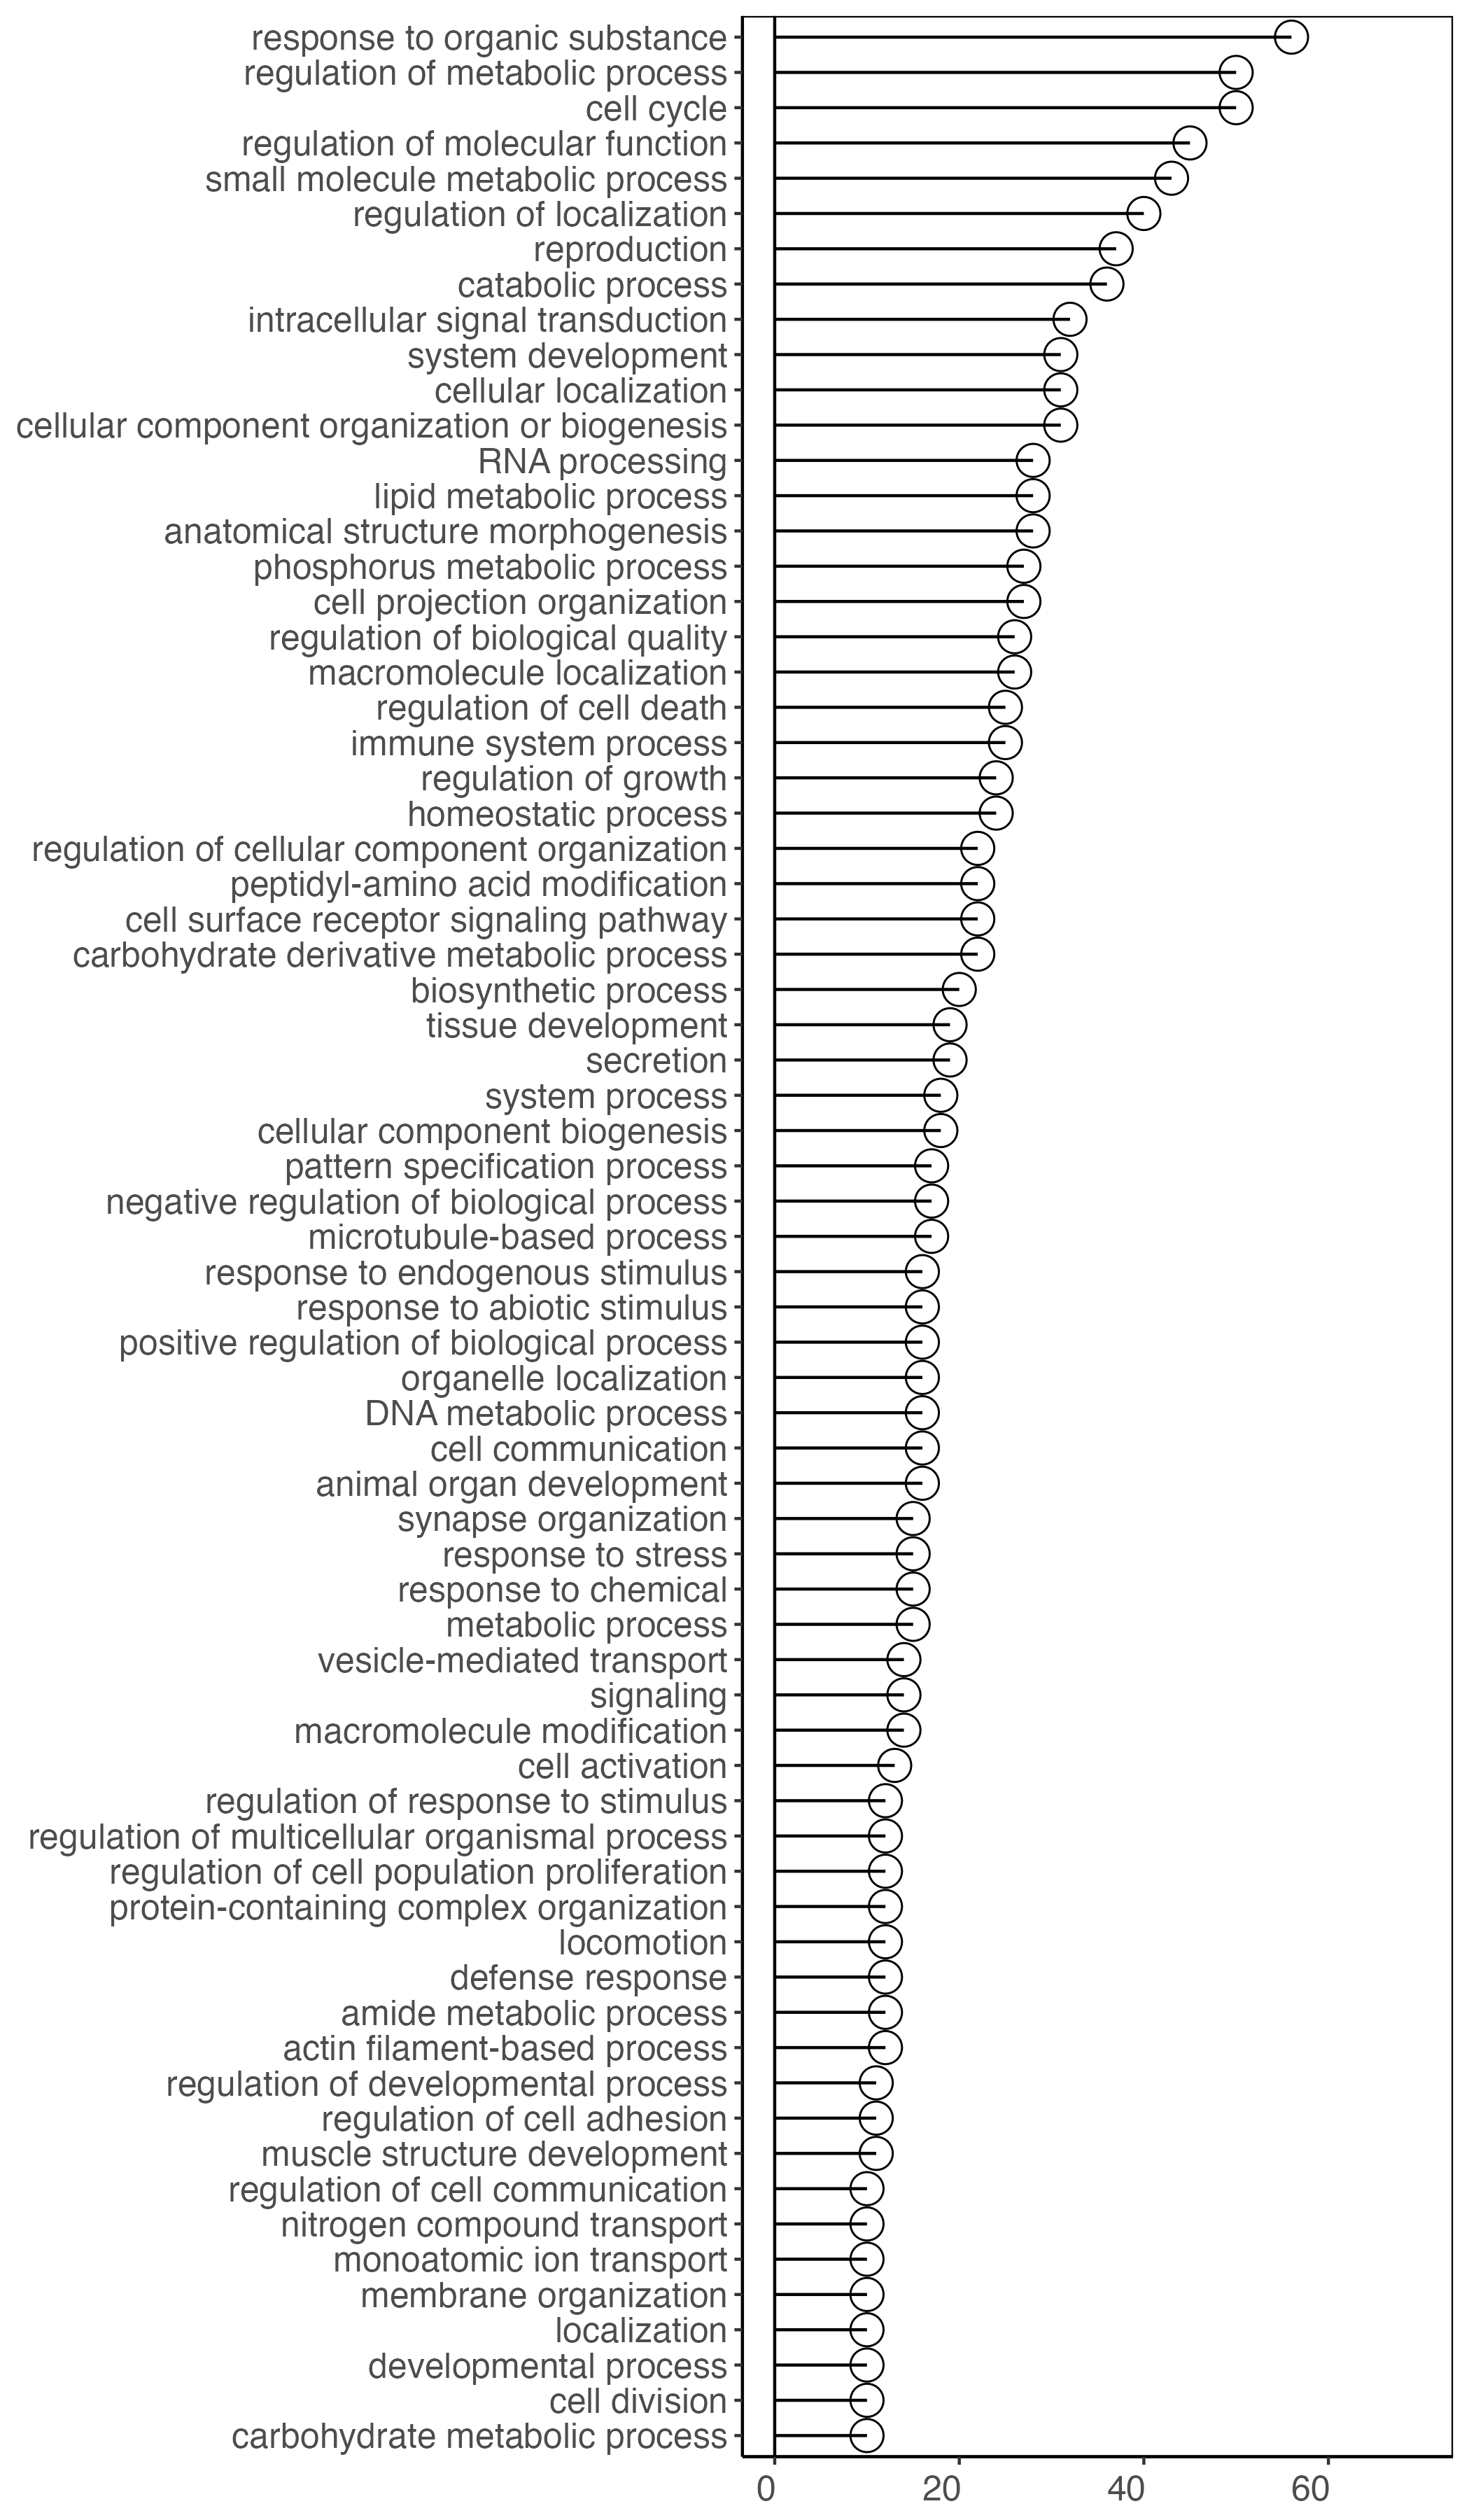 response to organic substance
regulation of metabolic process
cell cycle
regulation of molecular function
small molecule metabolic process
regulation of localization
reproduction
catabolic process
intracellular signal transduction
system development
cellular localization
cellular component organization or biogenesis
RNA processing
lipid metabolic process
anatomical structure morphogenesis
phosphorus metabolic process
cell projection organization
regulation of biological quality
macromolecule localization
regulation of cell death
immune system process
regulation of growth
homeostatic process
regulation of cellular component organization
peptidyl-amino acid modification
cell surface receptor signaling pathway
carbohydrate derivative metabolic process
biosynthetic process
tissue development
secretion
system process
cellular component biogenesis
pattern specification process
negative regulation of biological process
microtubule-based process
response to endogenous stimulus
response to abiotic stimulus
positive regulation of biological process
organelle localization
DNA metabolic process
cell communication
animal organ development
synapse organization
response to stress
response to chemical
metabolic process
vesicle-mediated transport
signaling
macromolecule modification
cell activation
regulation of response to stimulus
regulation of multicellular organismal process
regulation of cell population proliferation
protein-containing complex organization
locomotion
defense response
amide metabolic process
actin filament-based process
regulation of developmental process
regulation of cell adhesion
muscle structure development
regulation of cell communication
nitrogen compound transport
monoatomic ion transport
membrane organization
localization
developmental process
cell division
carbohydrate metabolic process
0 20 40 60